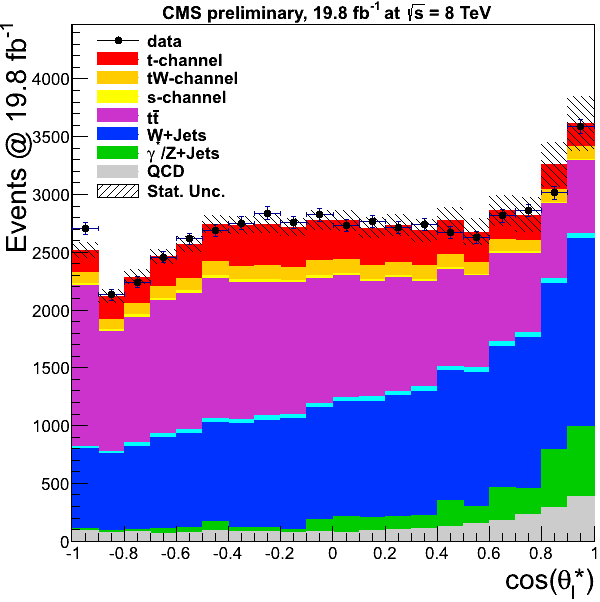 CMS preliminary, 19.8 fb⁻¹ at √s = 8 TeV
Events @ 19.8 fb⁻¹
data
t-channel
tW-channel
s-channel
tt̄
W+Jets
γ*/Z+Jets
QCD
Stat. Unc.
4000
3500
3000
2500
2000
1500
1000
500
0
-1 -0.8 -0.6 -0.4 -0.2 0 0.2 0.4 0.6 0.8 1
cos(θₗ*)